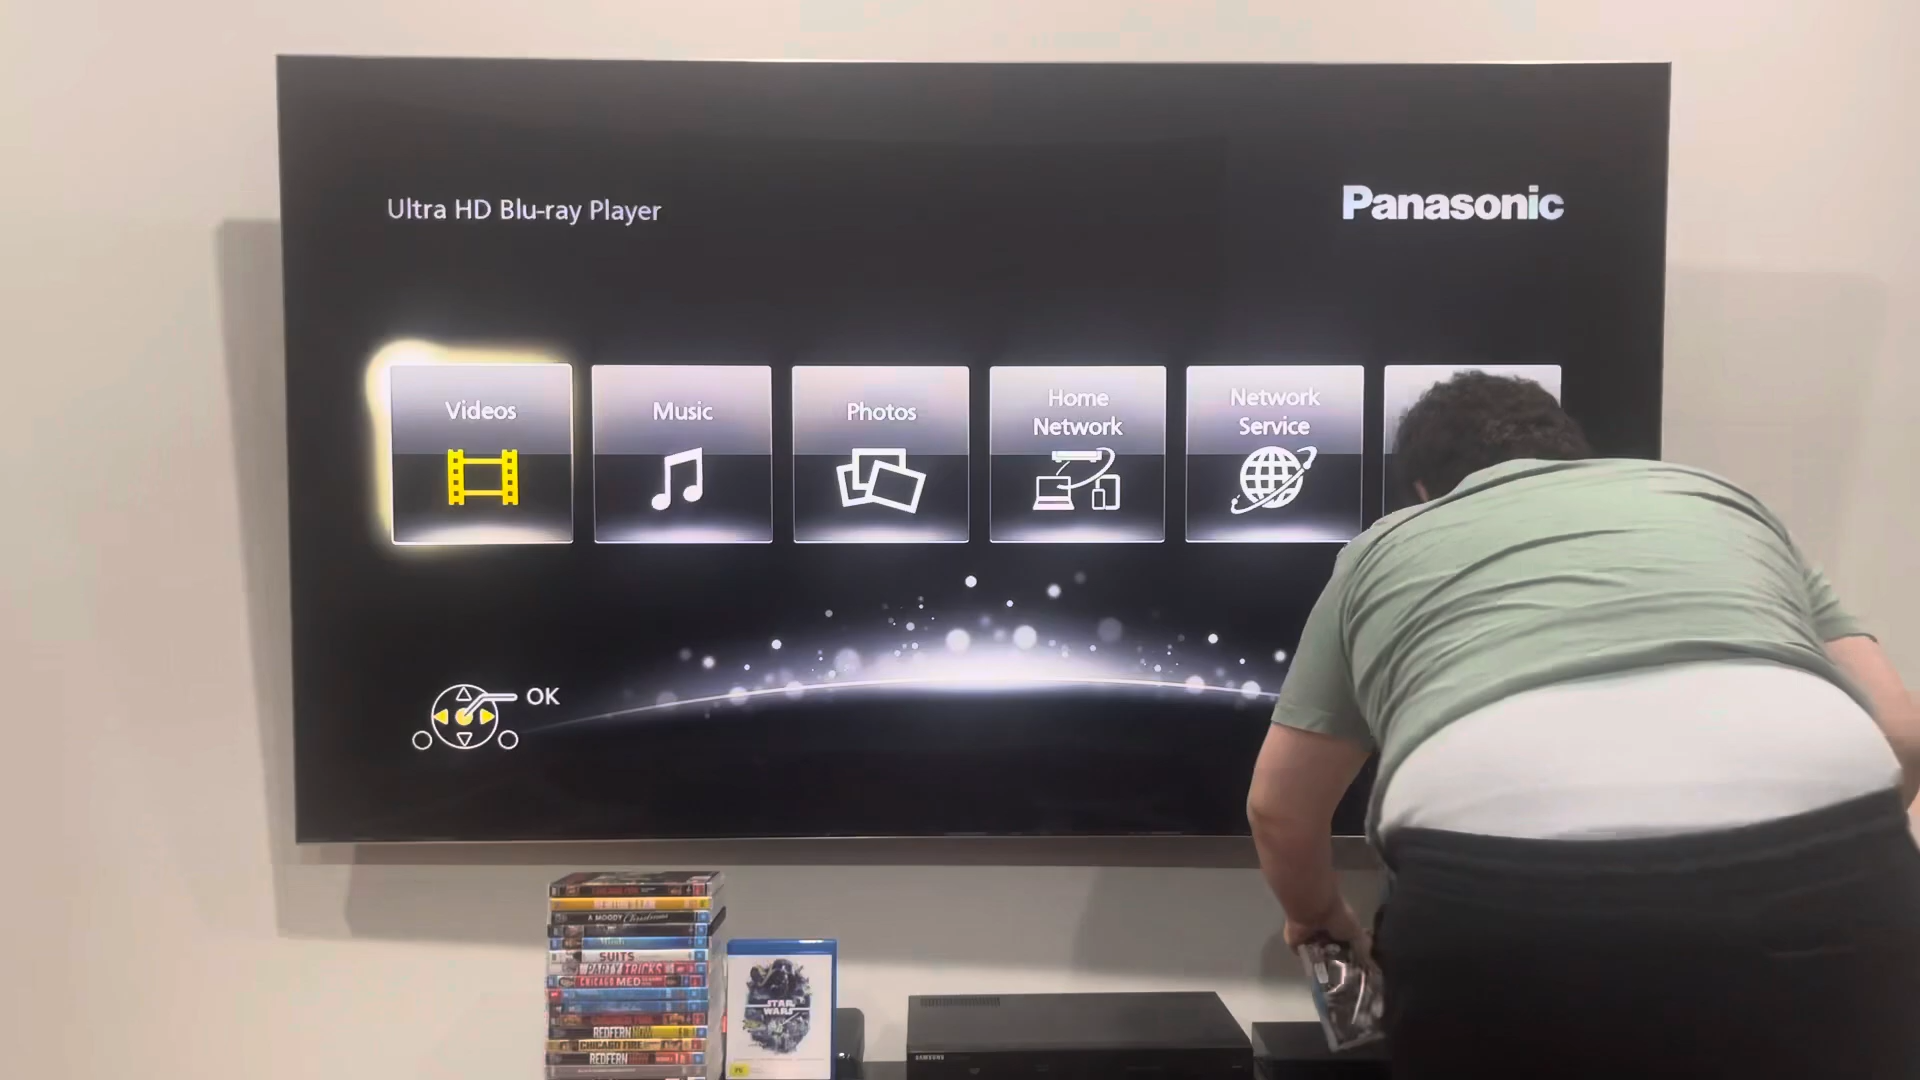 Ultra HD Blu-ray Player
Panasonic
Videos
Music
Photos
Home
Network
Network
Service
OK
A MOODY Christmas
SUITS
PARTY TRICKS
CHICAGO MED
REDFERN NOW
CHICAGO FIRE
REDFERN
STAR
WARS
PG
SAMSUNG